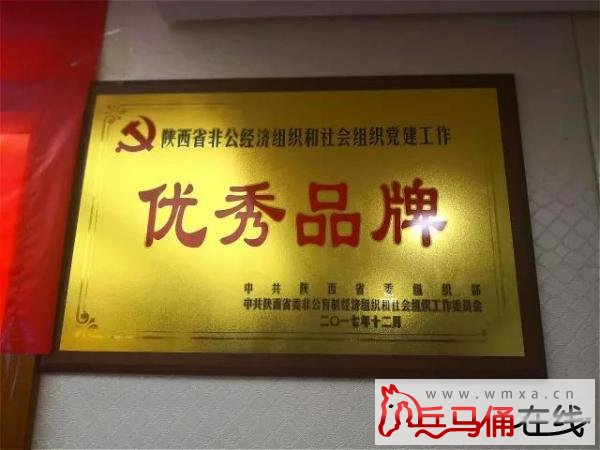 陕西省非公经济组织和社会组织党建工作
优秀品牌
中共陕西省委组织部
中共陕西省委非公有制经济组织和社会组织工作委员会
二〇一七年十二月
www.wmxa.cn
兵马俑在线